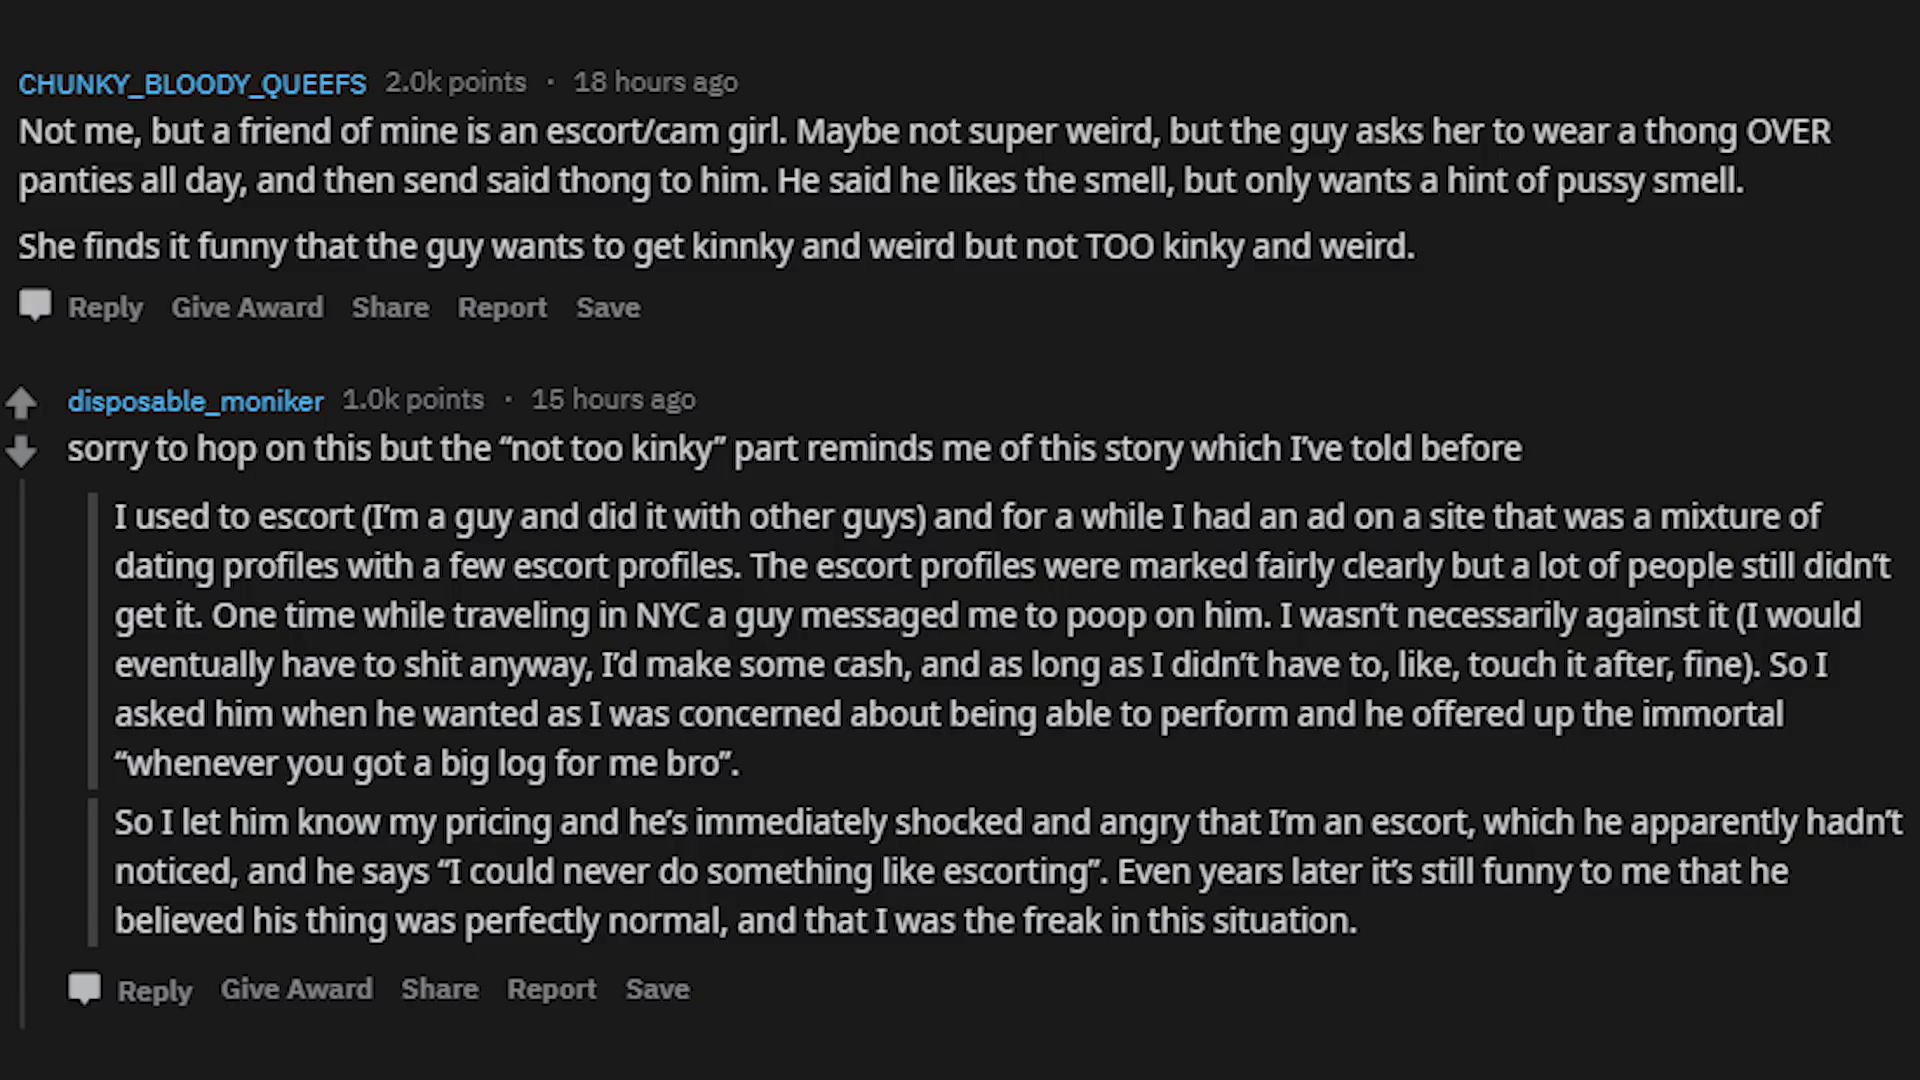 CHUNKY_BLOODY_QUEEFS 2.0k points · 18 hours ago
Not me, but a friend of mine is an escort/cam girl. Maybe not super weird, but the guy asks her to wear a thong OVER
panties all day, and then send said thong to him. He said he likes the smell, but only wants a hint of pussy smell.
She finds it funny that the guy wants to get kinnky and weird but not TOO kinky and weird.
Reply Give Award Share Report Save
disposable_moniker 1.0k points · 15 hours ago
sorry to hop on this but the “not too kinky” part reminds me of this story which I’ve told before
I used to escort (I’m a guy and did it with other guys) and for a while I had an ad on a site that was a mixture of
dating profiles with a few escort profiles. The escort profiles were marked fairly clearly but a lot of people still didn’t
get it. One time while traveling in NYC a guy messaged me to poop on him. I wasn’t necessarily against it (I would
eventually have to shit anyway, I’d make some cash, and as long as I didn’t have to, like, touch it after, fine). So I
asked him when he wanted as I was concerned about being able to perform and he offered up the immortal
“whenever you got a big log for me bro”.
So I let him know my pricing and he’s immediately shocked and angry that I’m an escort, which he apparently hadn’t
noticed, and he says “I could never do something like escorting”. Even years later it’s still funny to me that he
believed his thing was perfectly normal, and that I was the freak in this situation.
Reply Give Award Share Report Save